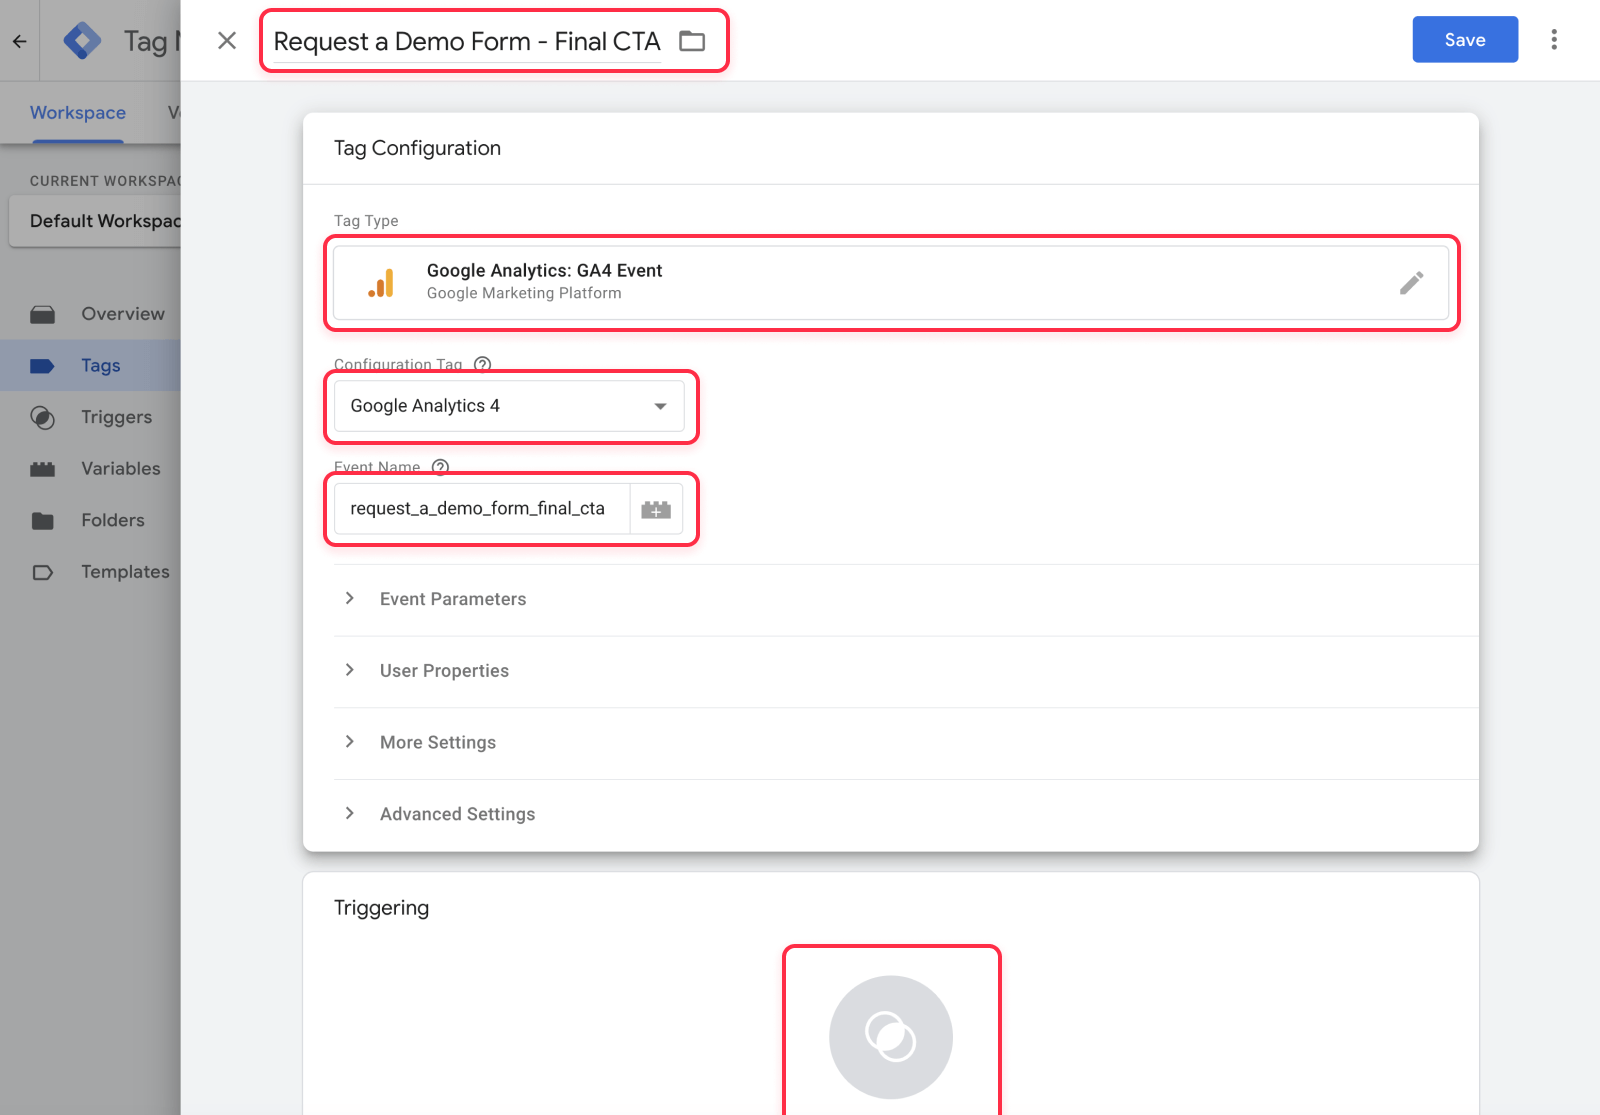 Tag
Request a Demo Form - Final CTA
Save
Workspace
CURRENT WORKSPAC
Default Workspac
Overview
Tags
Triggers
Variables
Folders
Templates
Tag Configuration
Tag Type
Google Analytics: GA4 Event
Google Marketing Platform
Configuration Tag
Google Analytics 4
Event Name
request_a_demo_form_final_cta
Event Parameters
User Properties
More Settings
Advanced Settings
Triggering